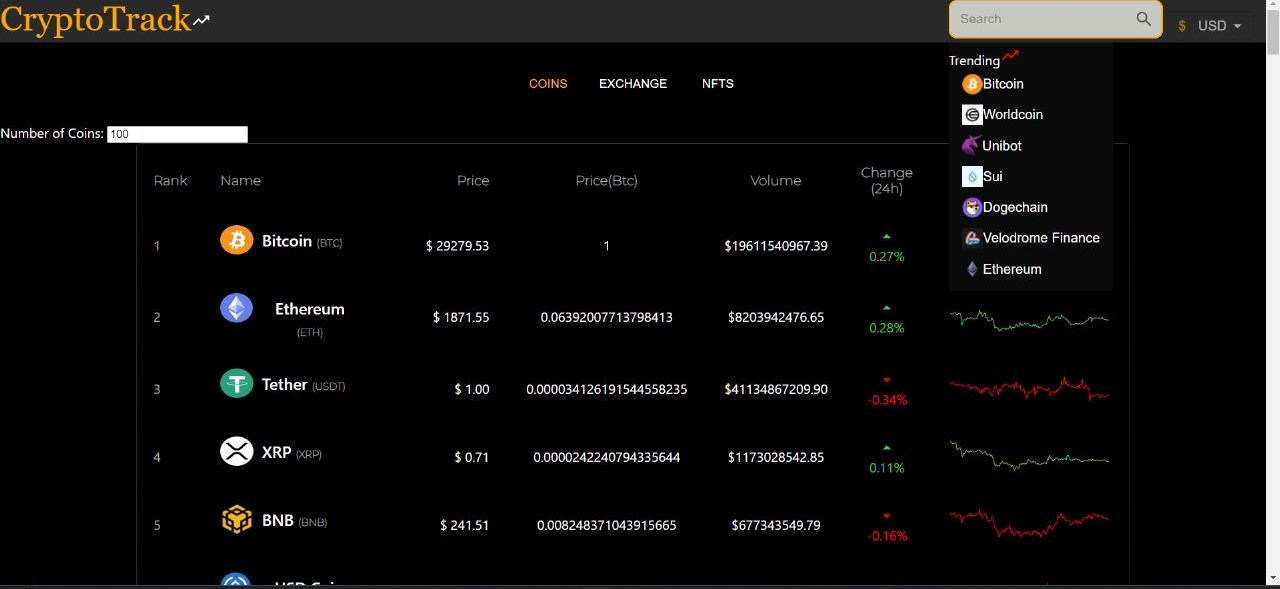 CryptoTrack
Search
$ USD
Trending
Bitcoin
Worldcoin
Unibot
Sui
Dogechain
Velodrome Finance
Ethereum
COINS EXCHANGE NFTS
Number of Coins: 100
Rank Name Price Price(Btc) Volume Change
(24h)
1 Bitcoin (BTC) $ 29279.53 1 $19611540967.39 0.27%
2 Ethereum $ 1871.55 0.06392007713798413 $8203942476.65 0.28%
(ETH)
3 Tether (USDT) $ 1.00 0.000034126191544558235 $41134867209.90 -0.34%
4 XRP (XRP) $ 0.71 0.0000242240794335644 $1173028542.85 0.11%
5 BNB (BNB) $ 241.51 0.008248371043915665 $677343549.79 -0.16%